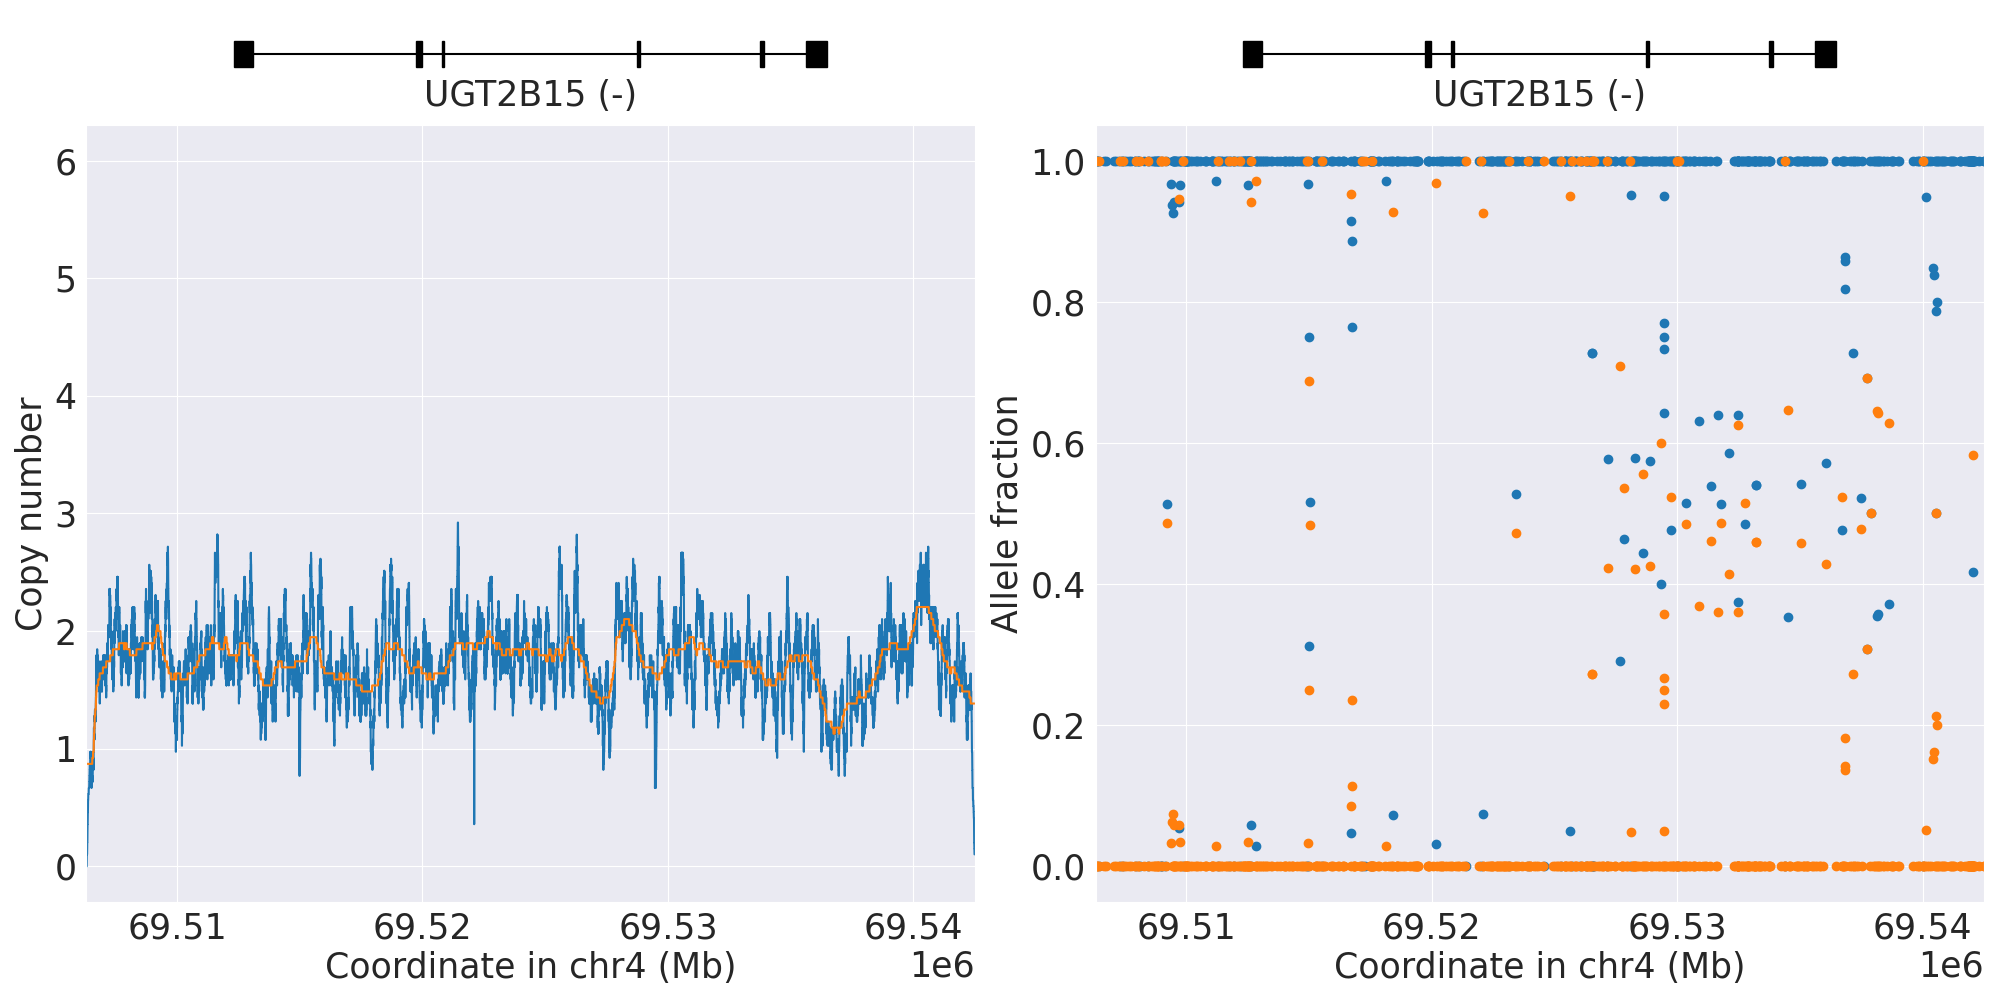 UGT2B15 (-)
6
5
4
3
2
1
0
Copy number
69.51 69.52 69.53 69.54
Coordinate in chr4 (Mb) 1e6
UGT2B15 (-)
1.0
0.8
0.6
0.4
0.2
0.0
Allele fraction
69.51 69.52 69.53 69.54
Coordinate in chr4 (Mb) 1e6